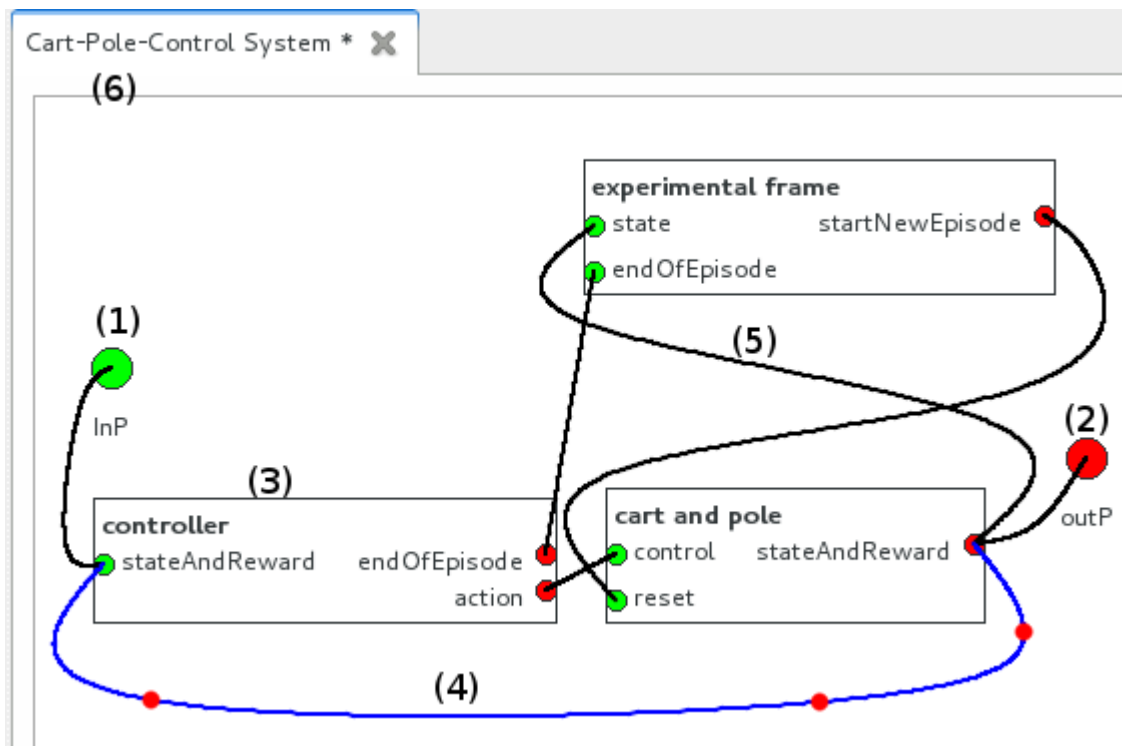 Cart-Pole-Control System *
(6)
experimental frame
state
startNewEpisode
endOfEpisode
(1)
(5)
InP
(2)
(3)
controller
cart and pole
outP
stateAndReward
endOfEpisode
control
stateAndReward
action
reset
(4)